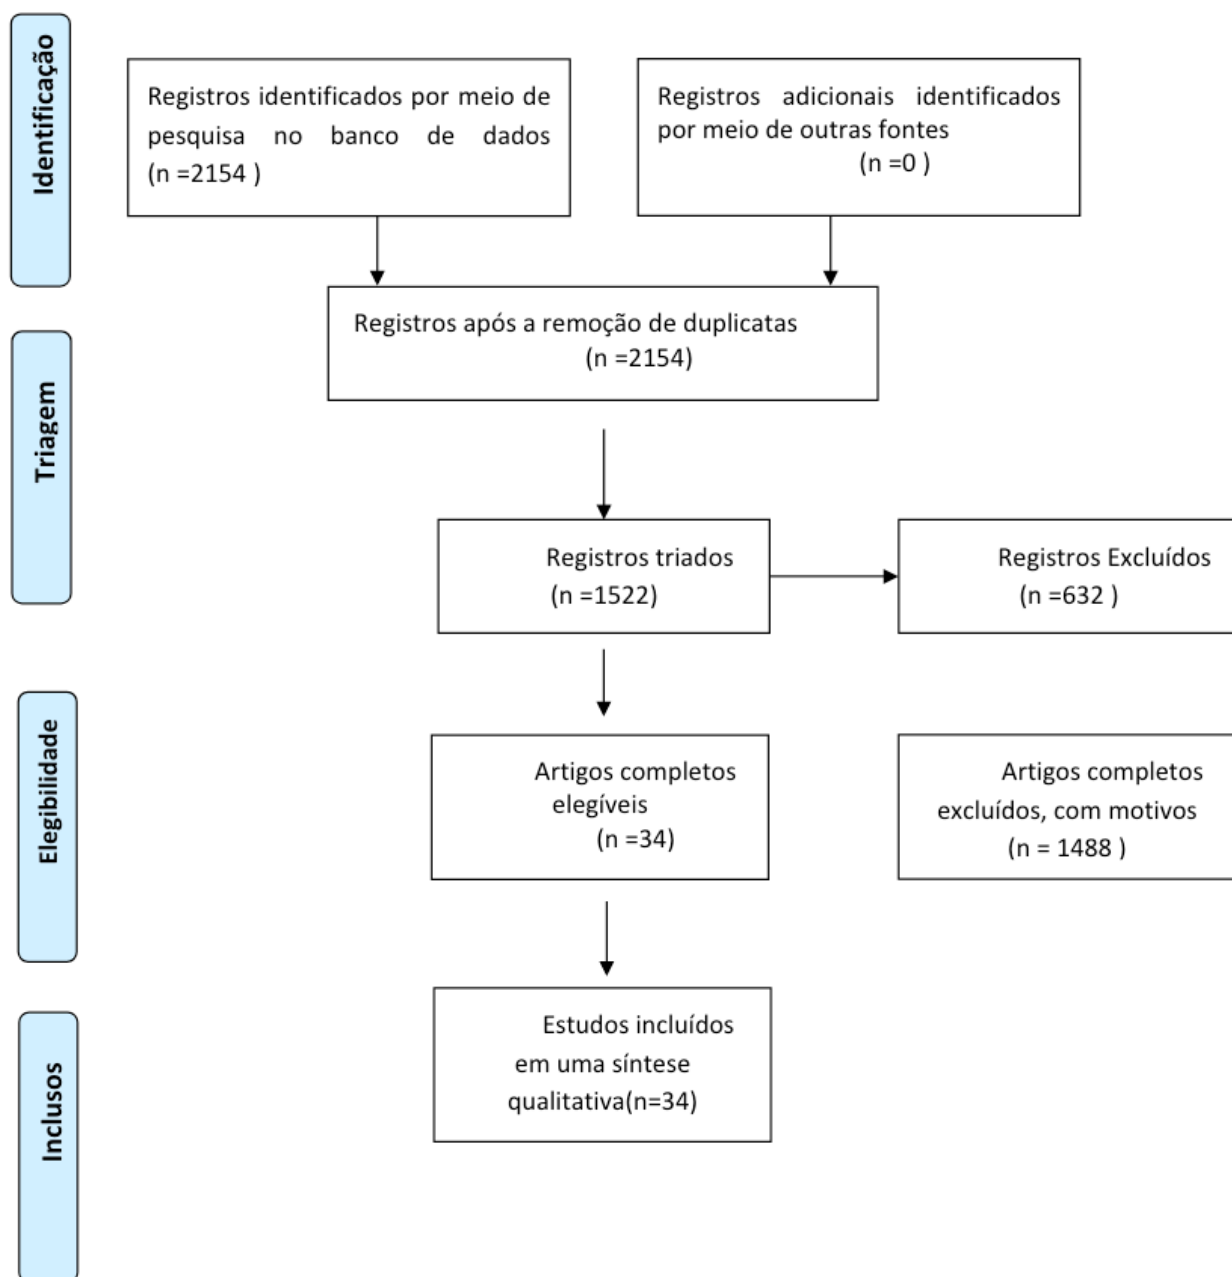 Identificação
Registros identificados por meio de
pesquisa no banco de dados
(n =2154 )
Registros adicionais identificados
por meio de outras fontes
(n =0 )
Registros após a remoção de duplicatas
(n =2154)
Triagem
Registros triados
(n =1522)
Registros Excluídos
(n =632 )
Elegibilidade
Artigos completos
elegíveis
(n =34)
Artigos completos
excluídos, com motivos
(n = 1488 )
Inclusos
Estudos incluídos
em uma síntese
qualitativa(n=34)